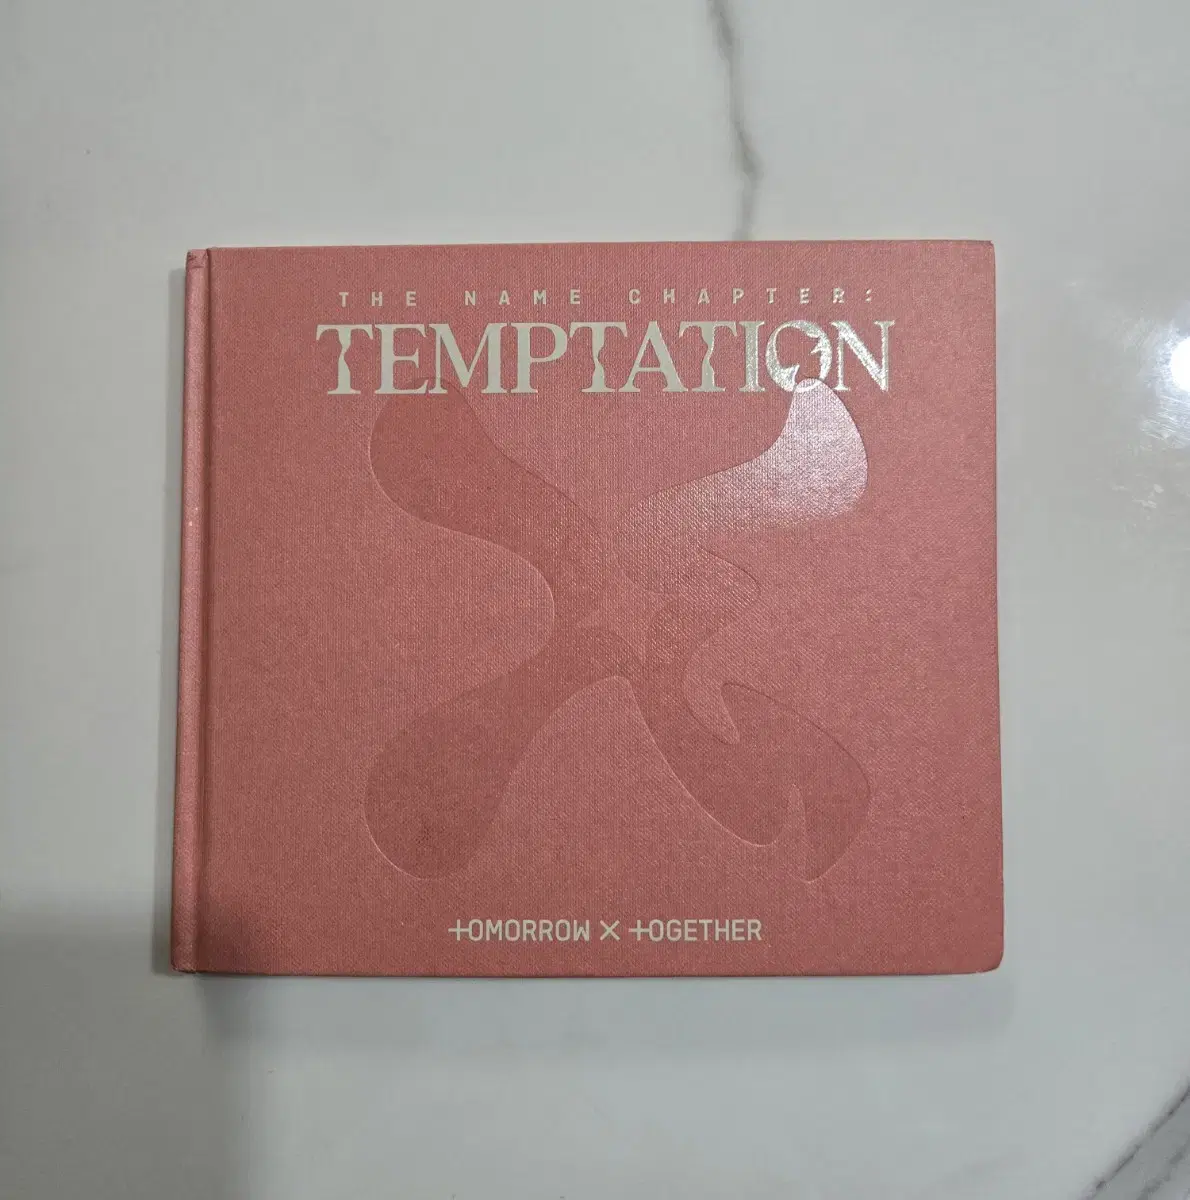 THE NAME CHAPTER:
TEMPTATION
TOMORROW X TOGETHER